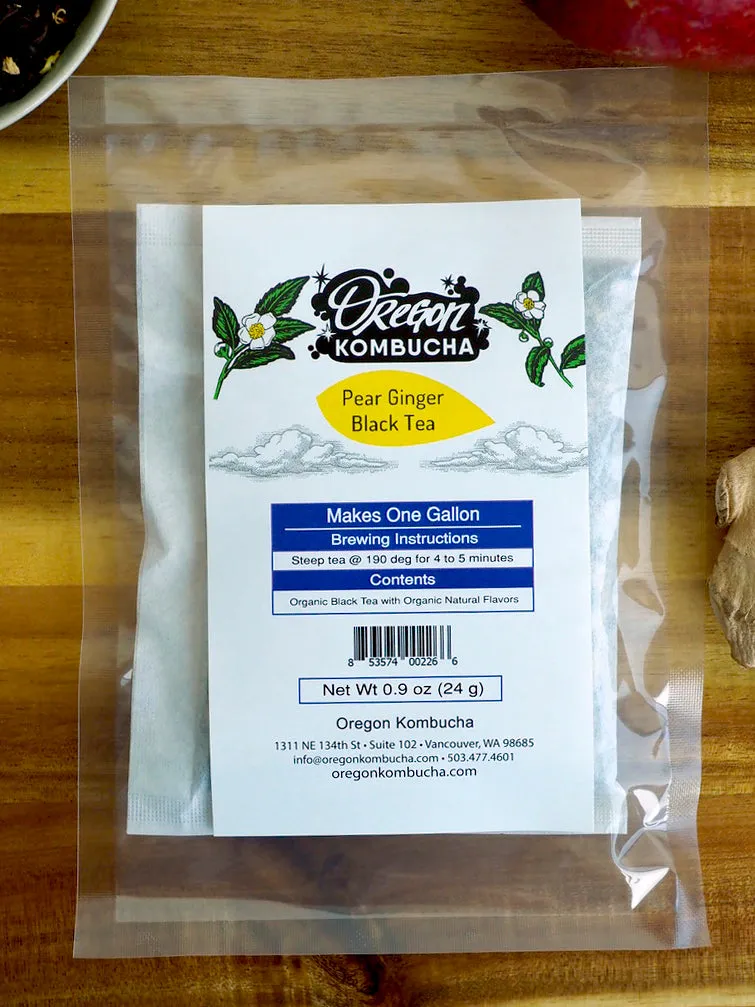 Oregon
KOMBUCHA
Pear Ginger
Black Tea
Makes One Gallon
Brewing Instructions
Steep tea @ 190 deg for 4 to 5 minutes
Contents
Organic Black Tea with Organic Natural Flavors
8 53574 00226 6
Net Wt 0.9 oz (24 g)
Oregon Kombucha
1311 NE 134th St • Suite 102 • Vancouver, WA 98685
info@oregonkombucha.com • 503.477.4601
oregonkombucha.com